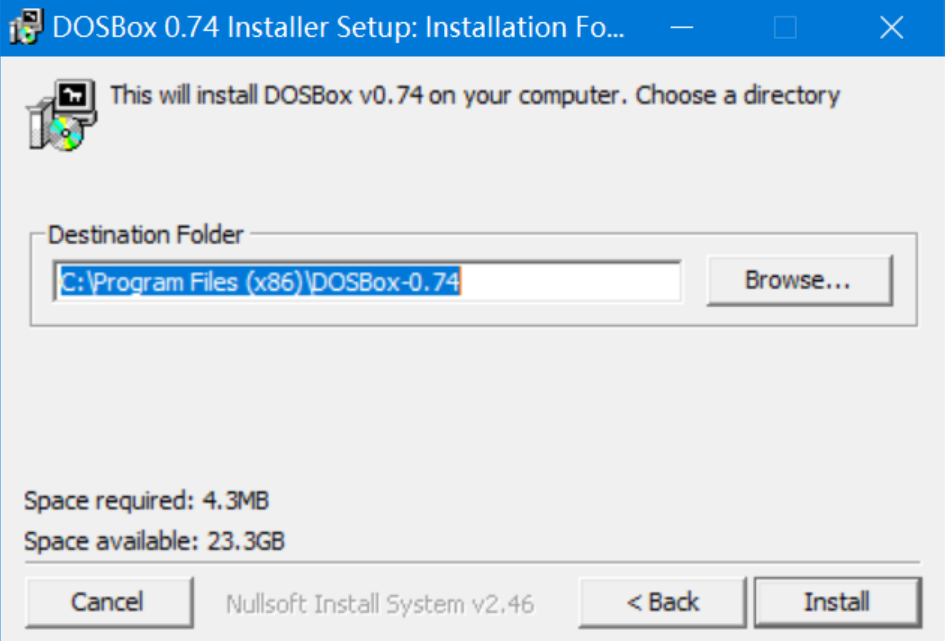 DOSBox 0.74 Installer Setup: Installation Fo...
This will install DOSBox v0.74 on your computer. Choose a directory
Destination Folder
C:\Program Files (x86)\DOSBox-0.74
Browse...
Space required: 4.3MB
Space available: 23.3GB
Cancel
Nullsoft Install System v2.46
< Back
Install